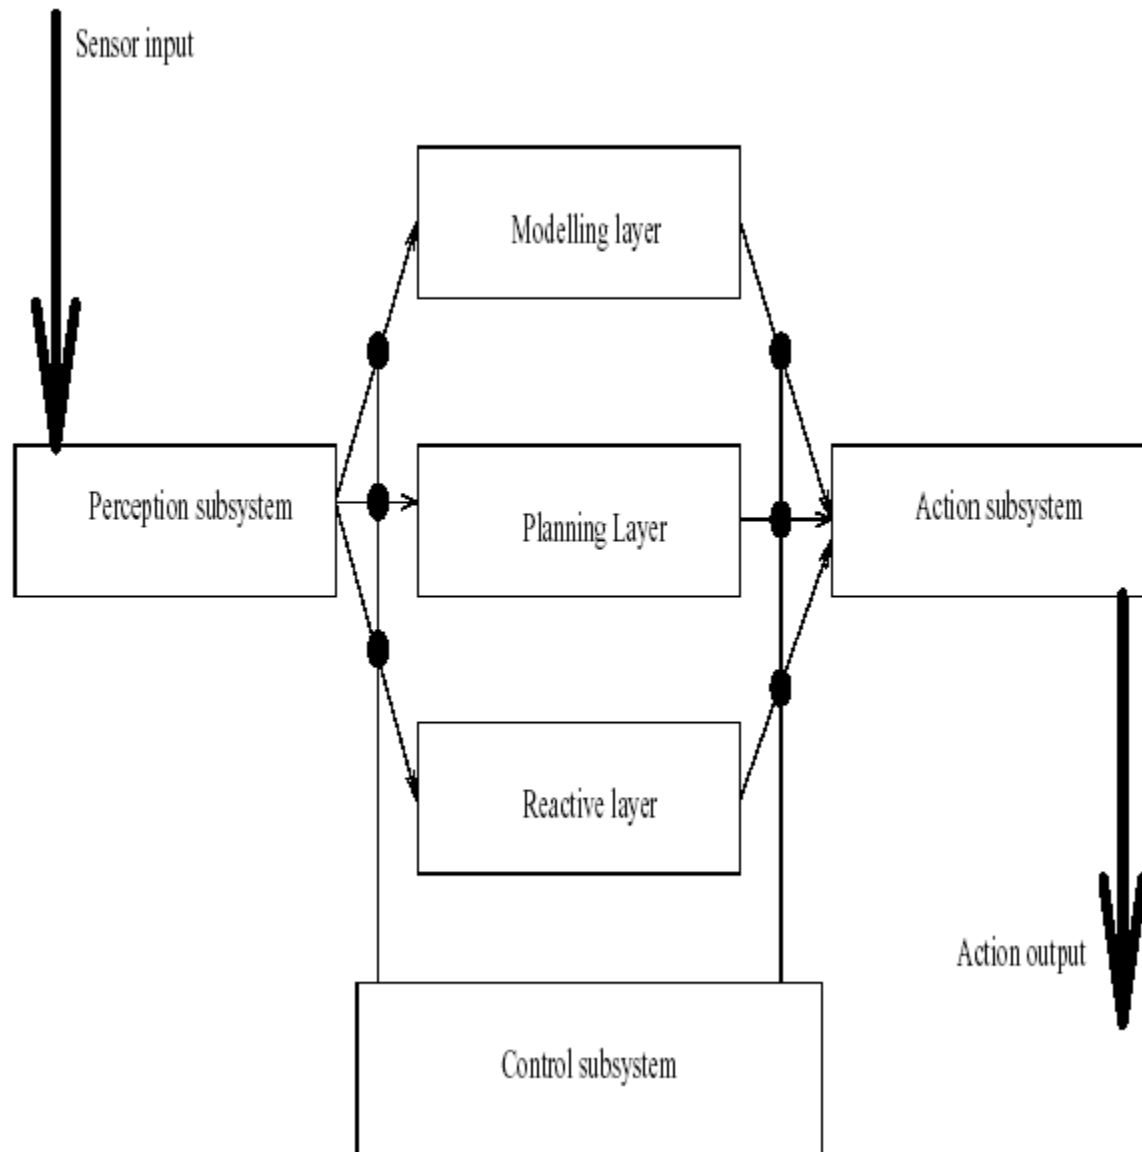 Sensor input
Modelling layer
Perception subsystem
Planning Layer
Action subsystem
Reactive layer
Action output
Control subsystem